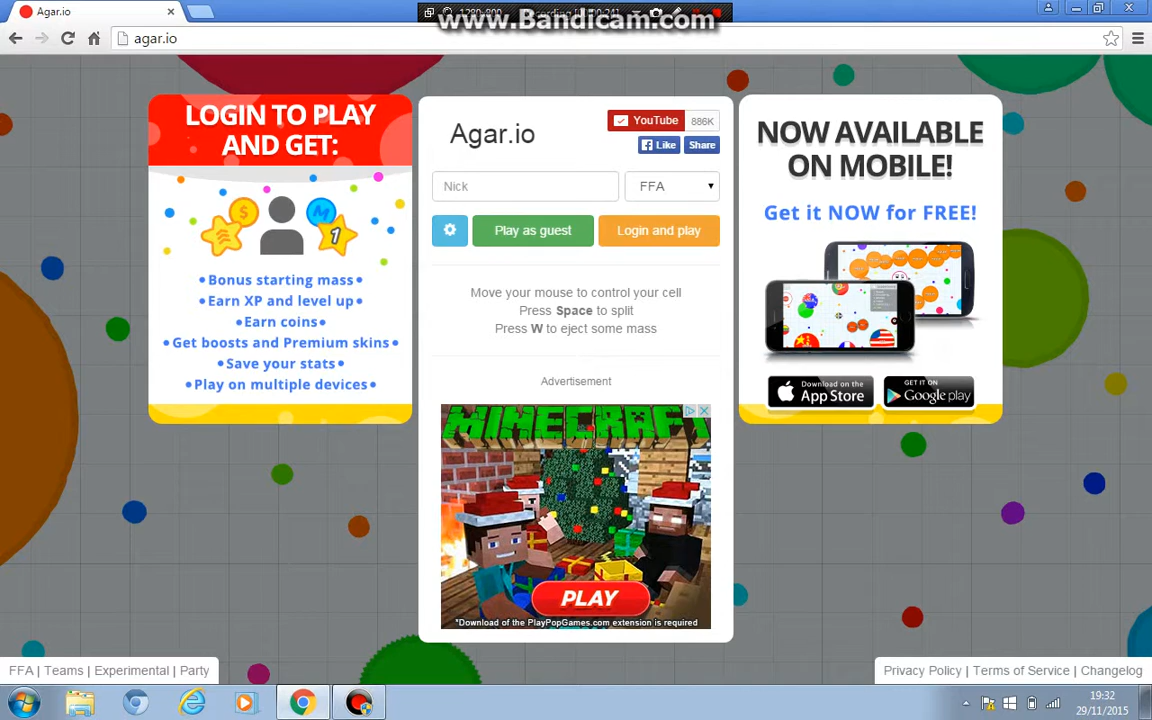 Agar.io
www.Bandicam.com
agar.io
LOGIN TO PLAY
AND GET:
1
•Bonus starting mass•
•Earn XP and level up•
•Earn coins•
•Get boosts and Premium skins•
•Save your stats•
•Play on multiple devices•
Agar.io
YouTube 886K
Like Share
Nick
FFA
Play as guest
Login and play
Move your mouse to control your cell
Press Space to split
Press W to eject some mass
Advertisement
MINECRAFT
PLAY
*Download of the PlayPopGames.com extension is required
NOW AVAILABLE
ON MOBILE!
Get it NOW for FREE!
Download on the
App Store
GET IT ON
Google play
FFA | Teams | Experimental | Party
Privacy Policy | Terms of Service | Changelog
19:32
29/11/2015